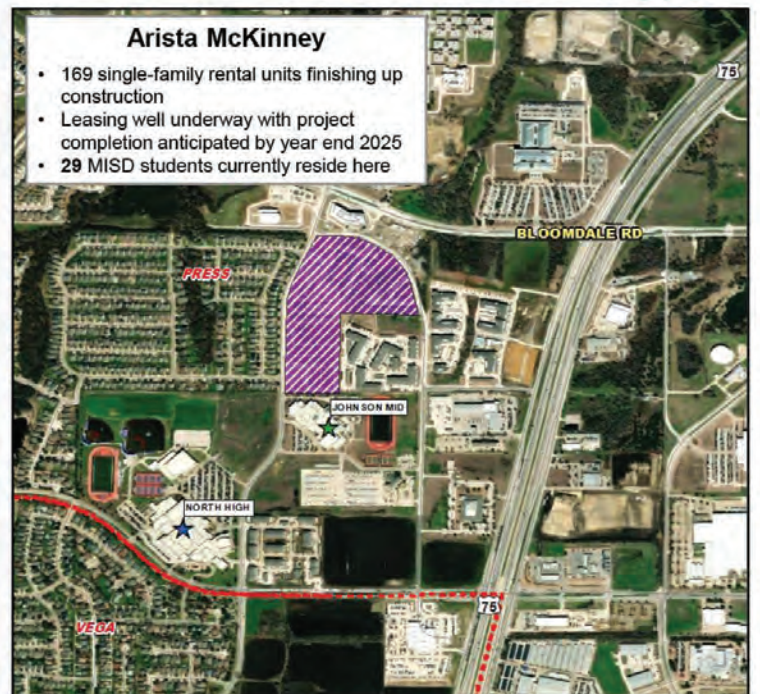 Arista McKinney
• 169 single-family rental units finishing up
construction
• Leasing well underway with project
completion anticipated by year end 2025
• 29 MISD students currently reside here
75
BLOOMDALE RD
PRESS
JOHNSON MID
NORTH HIGH
75
VEGA